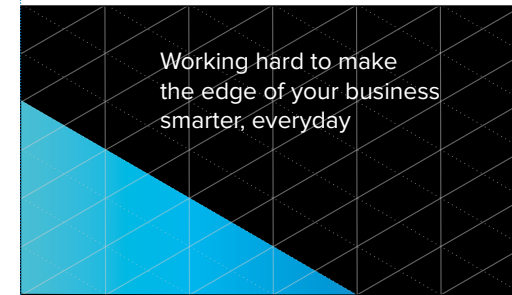 Working hard to make
the edge of your business
smarter, everyday